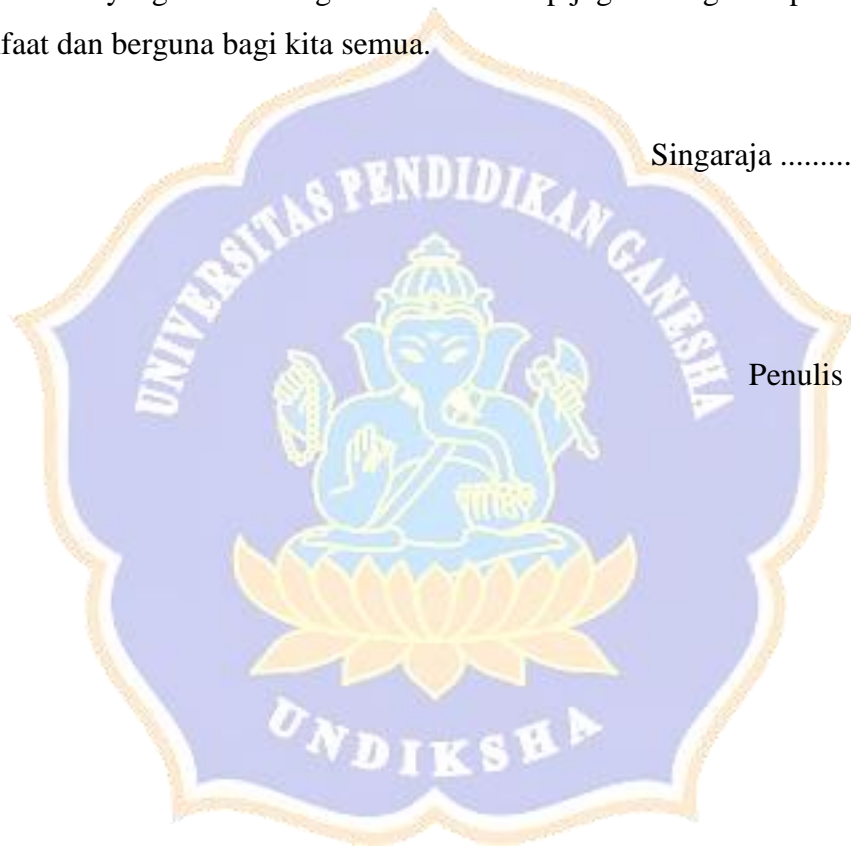 faat dan berguna bagi kita semua.
Singaraja .........
UNIVERSITAS PENDIDIKAN GANESHA
Penulis
UNDIKSHA